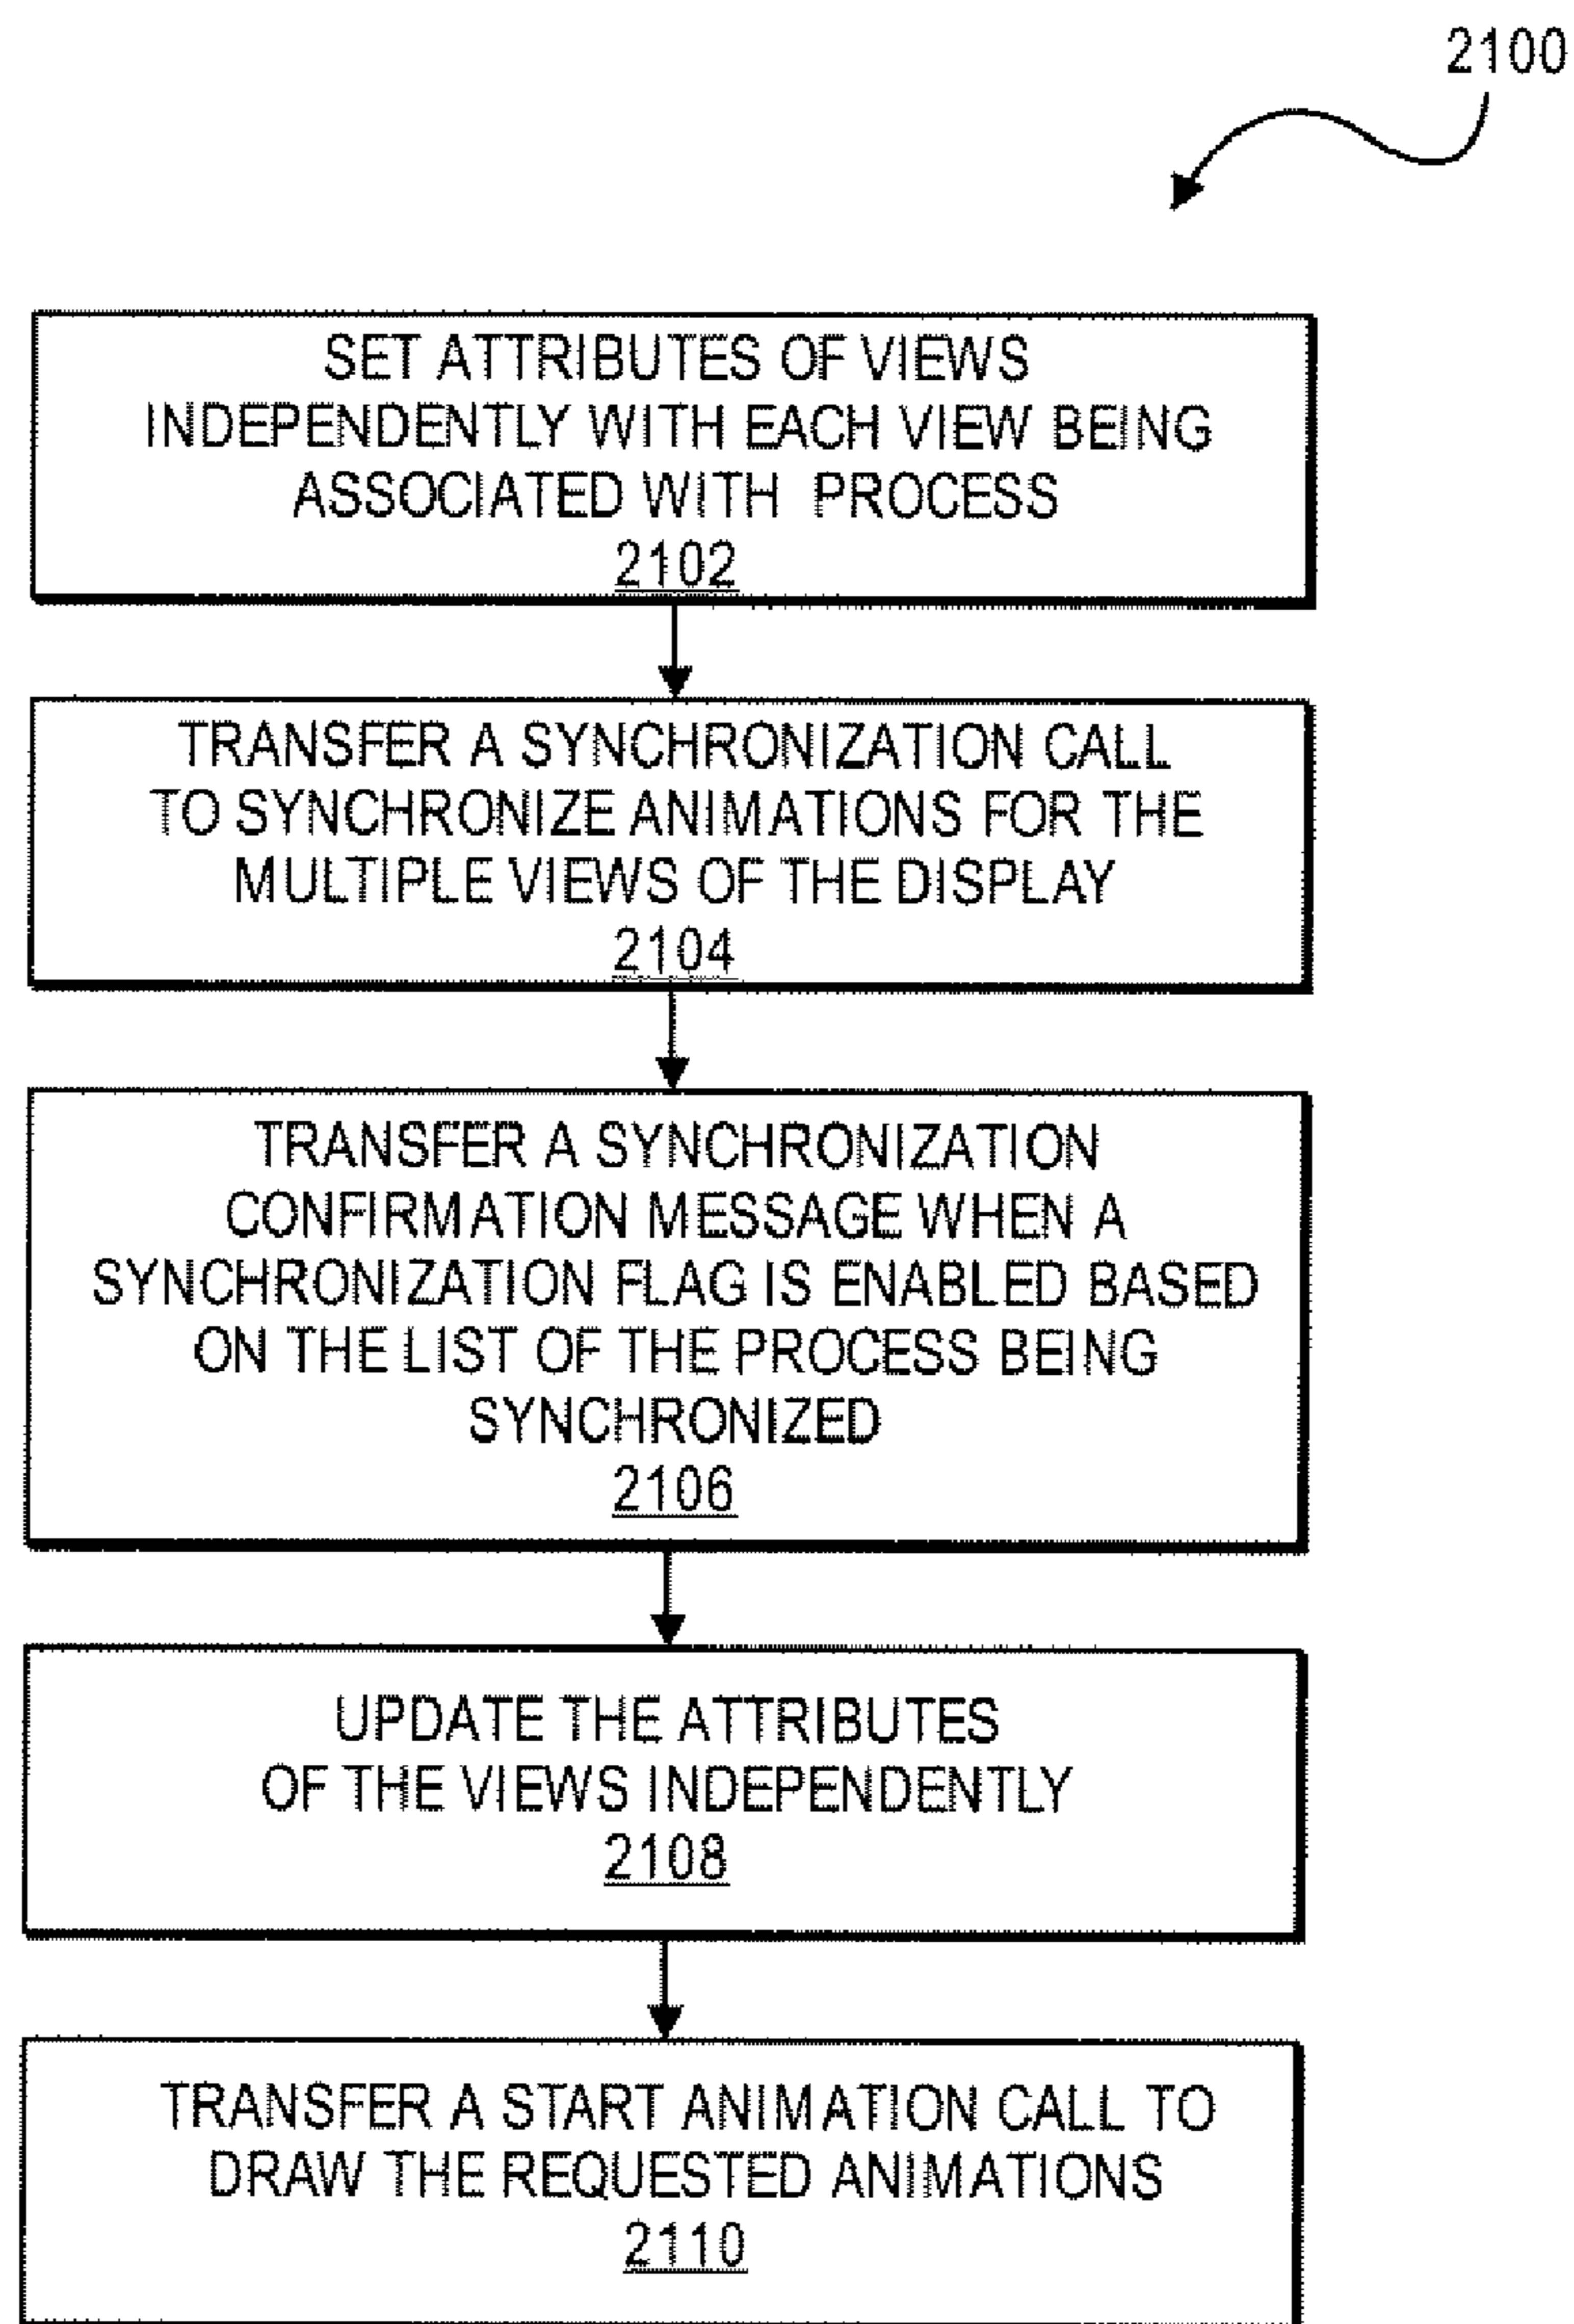 2100
SET ATTRIBUTES OF VIEWS
INDEPENDENTLY WITH EACH VIEW BEING
ASSOCIATED WITH PROCESS
2102
TRANSFER A SYNCHRONIZATION CALL
TO SYNCHRONIZE ANIMATIONS FOR THE
MULTIPLE VIEWS OF THE DISPLAY
2104
TRANSFER A SYNCHRONIZATION
CONFIRMATION MESSAGE WHEN A
SYNCHRONIZATION FLAG IS ENABLED BASED
ON THE LIST OF THE PROCESS BEING
SYNCHRONIZED
2106
UPDATE THE ATTRIBUTES
OF THE VIEWS INDEPENDENTLY
2108
TRANSFER A START ANIMATION CALL TO
DRAW THE REQUESTED ANIMATIONS
2110